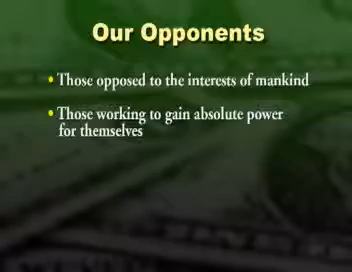 Our Opponents
• Those opposed to the interests of mankind
• Those working to gain absolute power
for themselves